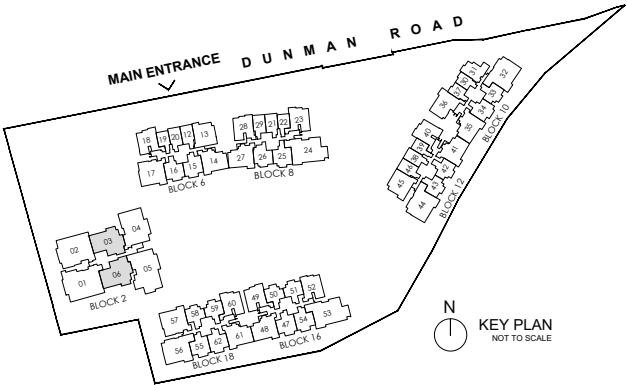 DUNMAN ROAD
MAIN ENTRANCE
31
32
30
37
33
36
34
35
BLOCK 10
40
39
41
38
46
42
45
43
44
BLOCK 12
18 19 20 12 13
17 16 15 14
BLOCK 6
28 29 21 22 23
27 26 25 24
BLOCK 8
04
03
02
05
06
01
BLOCK 2
57 58 59 60
56 55 62 61
BLOCK 18
49 50 51 52
48 47 54 53
BLOCK 16
N
KEY PLAN
NOT TO SCALE